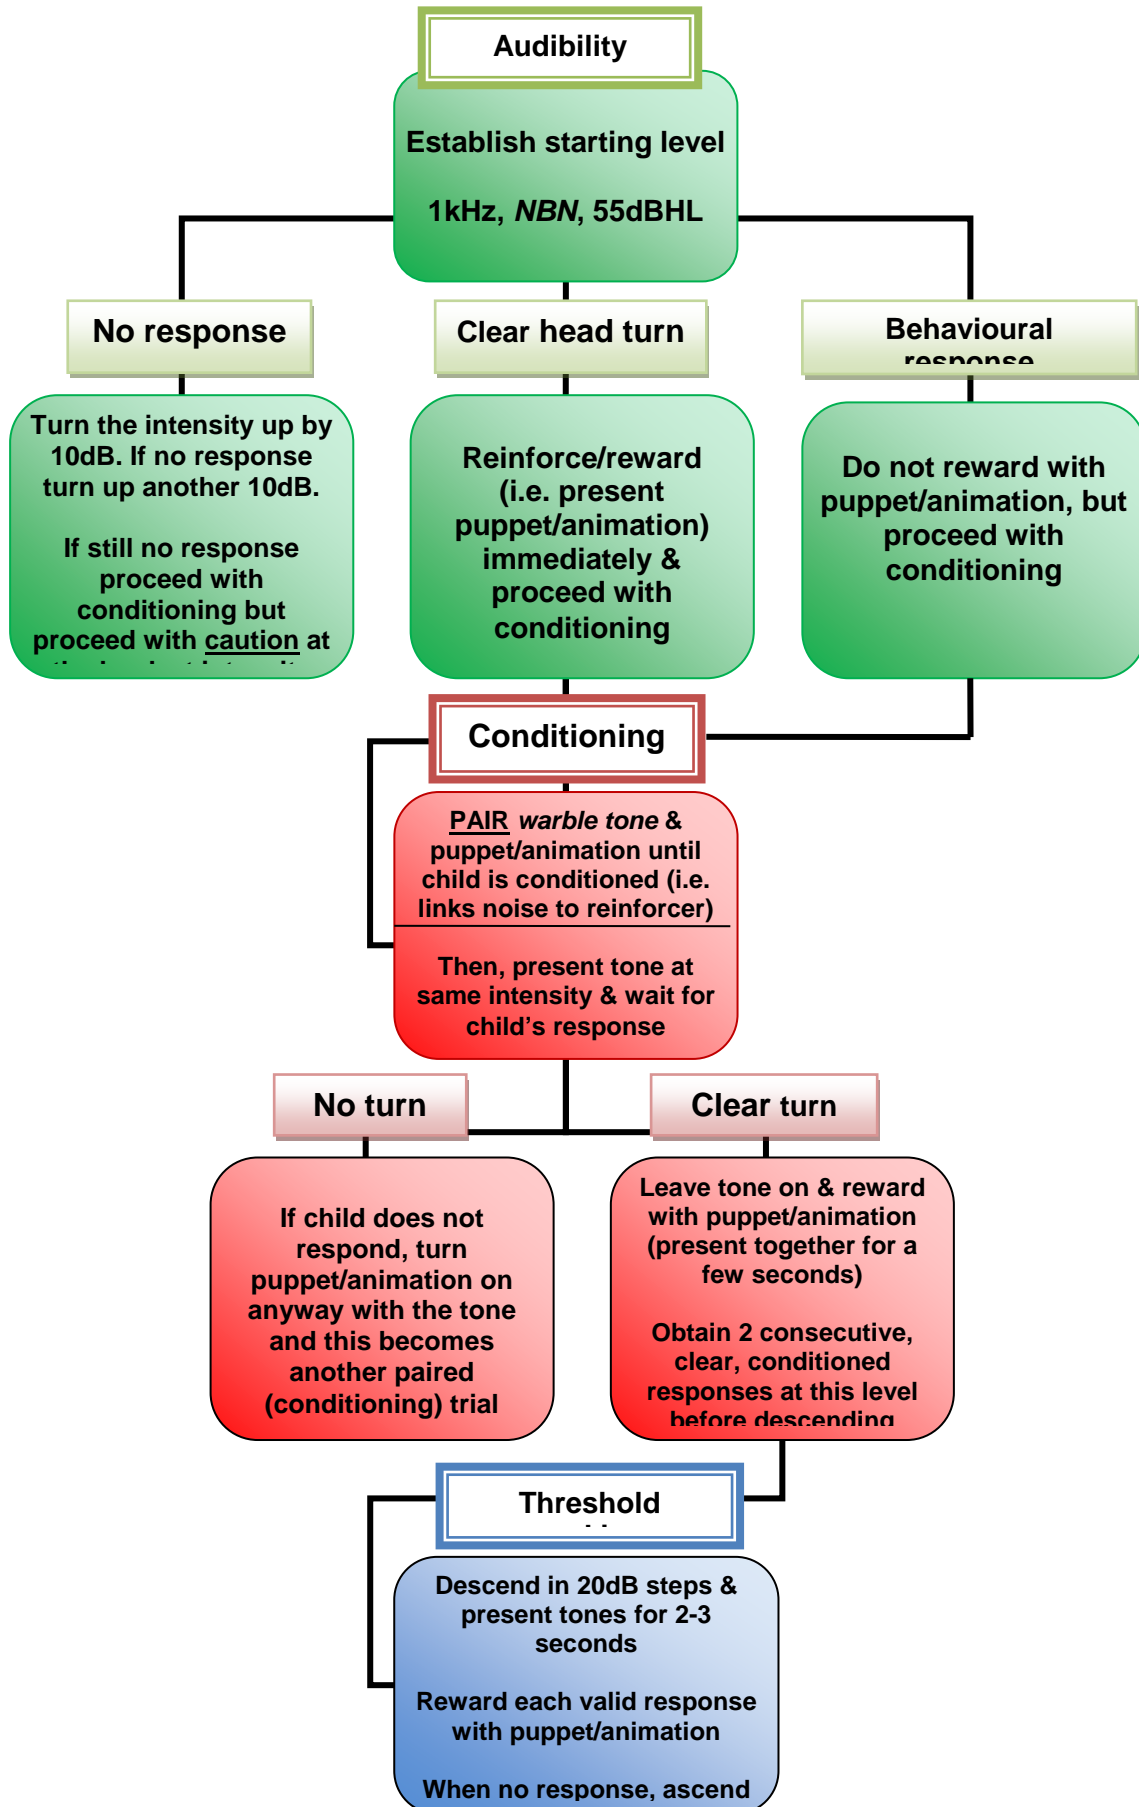 Audibility
Establish starting level
1kHz, NBN, 55dBHL
No response
Clear head turn
Behavioural
response
Turn the intensity up by
10dB. If no response
turn up another 10dB.
If still no response
proceed with
conditioning but
proceed with caution at
Reinforce/reward
(i.e. present
puppet/animation)
immediately &
proceed with
conditioning
Do not reward with
puppet/animation, but
proceed with
conditioning
Conditioning
PAIR warble tone &
puppet/animation until
child is conditioned (i.e.
links noise to reinforcer)
Then, present tone at
same intensity & wait for
child’s response
No turn
Clear turn
If child does not
respond, turn
puppet/animation on
anyway with the tone
and this becomes
another paired
(conditioning) trial
Leave tone on & reward
with puppet/animation
(present together for a
few seconds)
Obtain 2 consecutive,
clear, conditioned
responses at this level
before descending
Threshold
Descend in 20dB steps &
present tones for 2-3
seconds
Reward each valid response
with puppet/animation
When no response, ascend